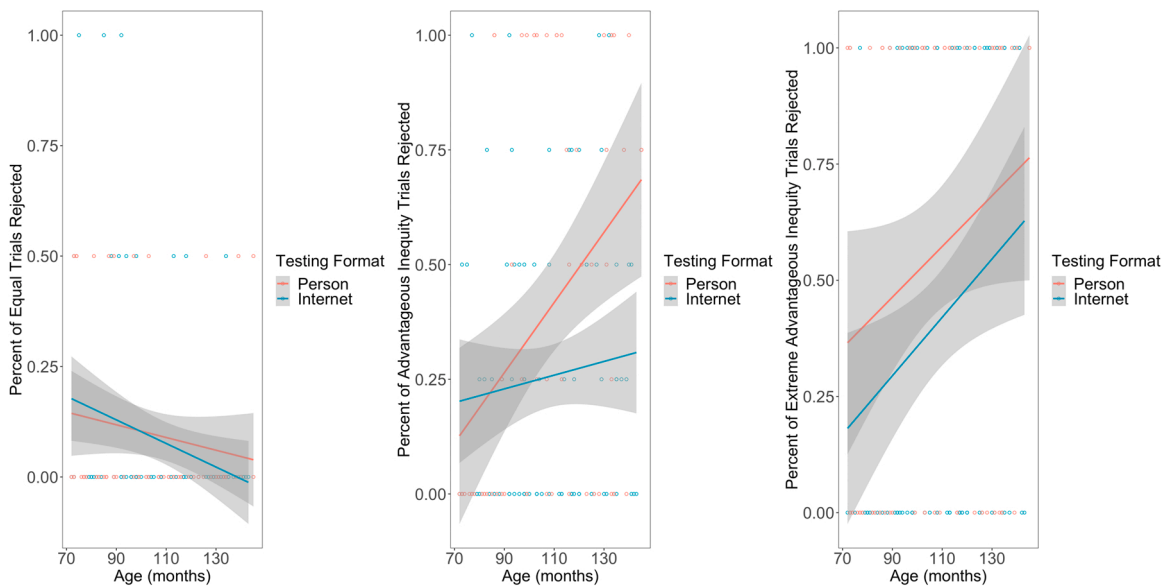 Percent of Equal Trials Rejected
1.00
0.75
0.50
0.25
0.00
70 90 110 130
Age (months)
Testing Format
Person
Internet
Percent of Advantageous Inequity Trials Rejected
1.00
0.75
0.50
0.25
0.00
70 90 110 130
Age (months)
Testing Format
Person
Internet
Percent of Extreme Advantageous Inequity Trials Rejected
1.00
0.75
0.50
0.25
0.00
70 90 110 130
Age (months)
Testing Format
Person
Internet